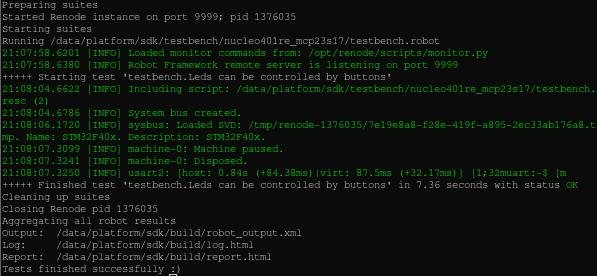 Preparing suites
Started Renode instance on port 9999; pid 1376035
Starting suites
Running /data/platform/sdk/testbench/nucleo401re_mcp23s17/testbench.robot
21:07:58.6201 [INFO] Loaded monitor commands from: /opt/renode/scripts/monitor.py
21:07:58.6380 [INFO] Robot Framework remote server is listening on port 9999
+++++ Starting test 'testbench.Leds can be controlled by buttons'
21:08:04.6622 [INFO] Including script: /data/platform/sdk/testbench/nucleo401re_mcp23s17/testbench.
resc (2)
21:08:04.6786 [INFO] System bus created.
21:08:06.1720 [INFO] sysbus: Loaded SVD: /tmp/renode-1376035/7e19e8a8-f28e-419f-a895-2ec33ab176a8.t
mp. Name: STM32F40x. Description: STM32F40x.
21:08:07.3099 [INFO] machine-0: Machine paused.
21:08:07.3241 [INFO] machine-0: Disposed.
21:08:07.3250 [INFO] usart2: [host: 0.84s (+84.38ms)|virt: 87.5ms (+32.17ms)] [1;32muart:~$ [m
+++++ Finished test 'testbench.Leds can be controlled by buttons' in 7.36 seconds with status OK
Cleaning up suites
Closing Renode pid 1376035
Aggregating all robot results
Output: /data/platform/sdk/build/robot_output.xml
Log: /data/platform/sdk/build/log.html
Report: /data/platform/sdk/build/report.html
Tests finished successfully :)